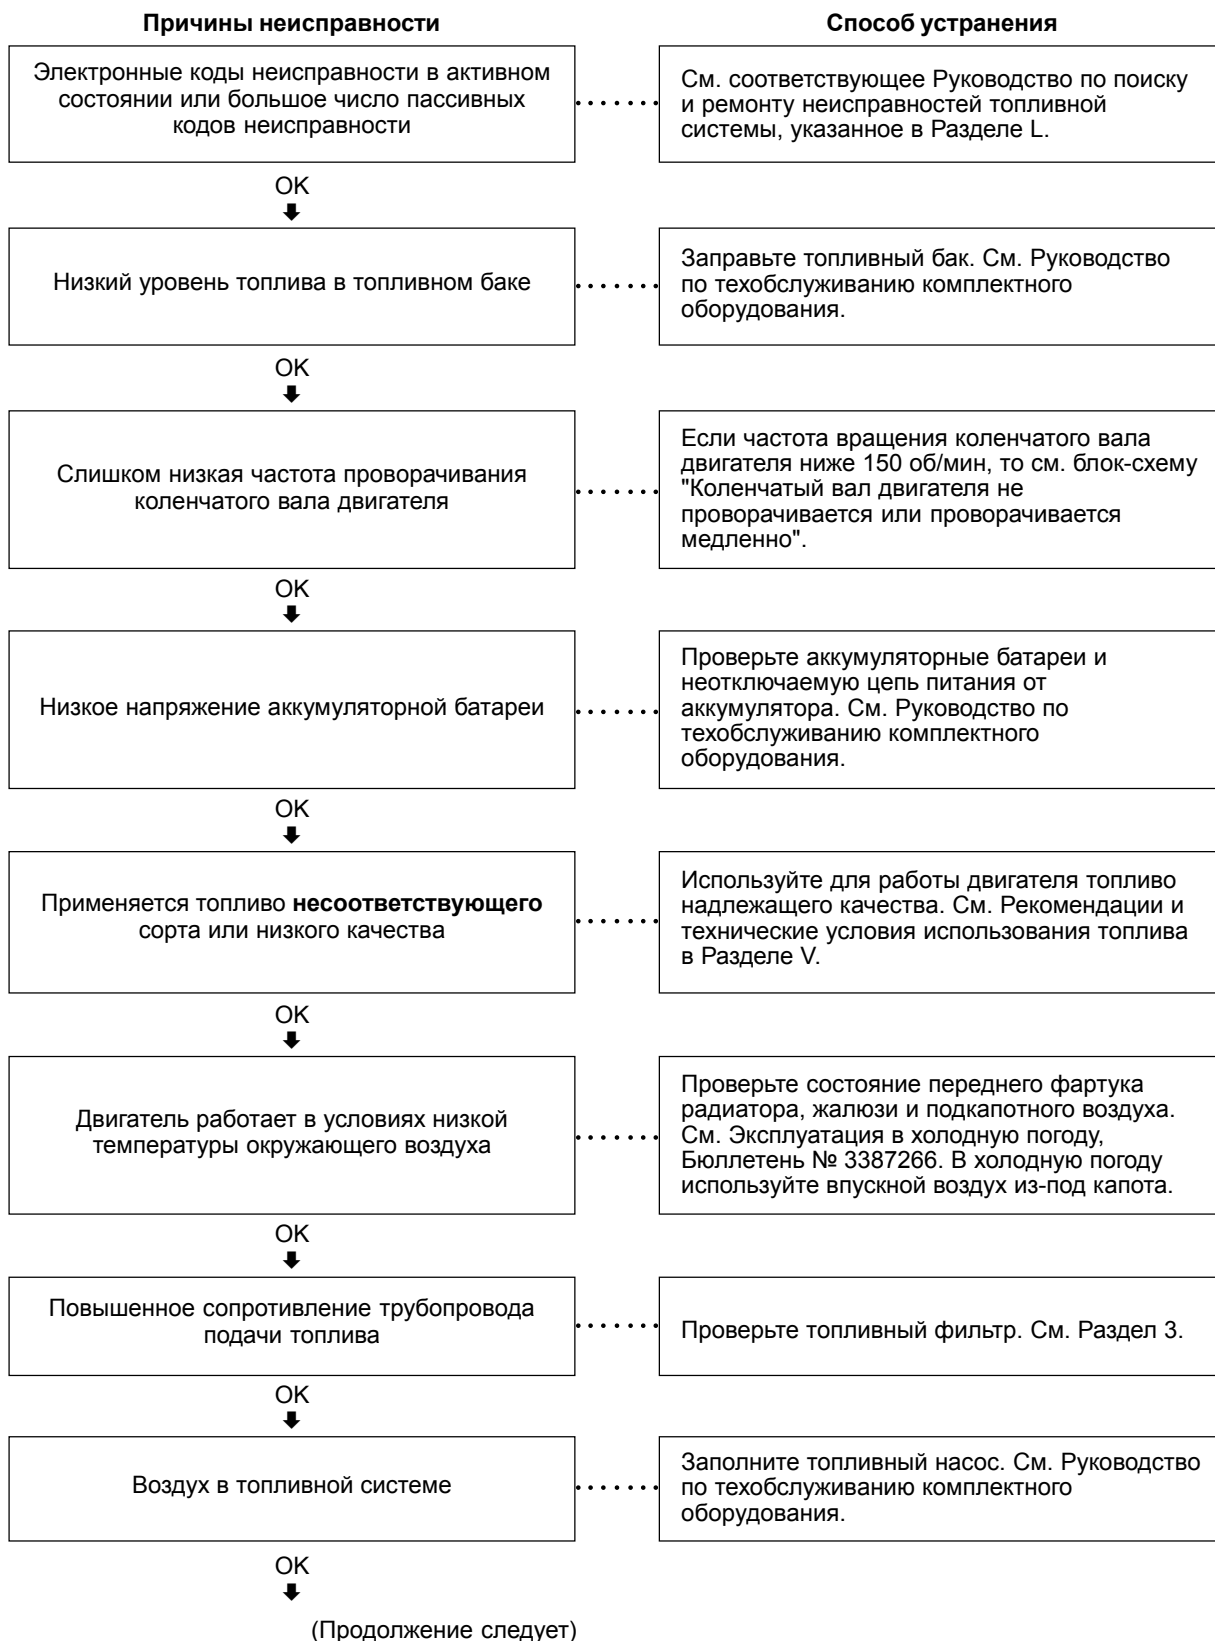 Причины неисправности
Способ устранения
Электронные коды неисправности в активном
состоянии или большое число пассивных
кодов неисправности
См. соответствующее Руководство по поиску
и ремонту неисправностей топливной
системы, указанное в Разделе L.
OK
Низкий уровень топлива в топливном баке
Заправьте топливный бак. См. Руководство
по техобслуживанию комплектного
оборудования.
OK
Слишком низкая частота проворачивания
коленчатого вала двигателя
Если частота вращения коленчатого вала
двигателя ниже 150 об/мин, то см. блок-схему
"Коленчатый вал двигателя не
проворачивается или проворачивается
медленно".
OK
Низкое напряжение аккумуляторной батареи
Проверьте аккумуляторные батареи и
неотключаемую цепь питания от
аккумулятора. См. Руководство по
техобслуживанию комплектного
оборудования.
OK
Применяется топливо несоответствующего
сорта или низкого качества
Используйте для работы двигателя топливо
надлежащего качества. См. Рекомендации и
технические условия использования топлива
в Разделе V.
OK
Двигатель работает в условиях низкой
температуры окружающего воздуха
Проверьте состояние переднего фартука
радиатора, жалюзи и подкапотного воздуха.
См. Эксплуатация в холодную погоду,
Бюллетень № 3387266. В холодную погоду
используйте впускной воздух из-под капота.
OK
Повышенное сопротивление трубопровода
подачи топлива
Проверьте топливный фильтр. См. Раздел 3.
OK
Воздух в топливной системе
Заполните топливный насос. См. Руководство
по техобслуживанию комплектного
оборудования.
OK
(Продолжение следует)